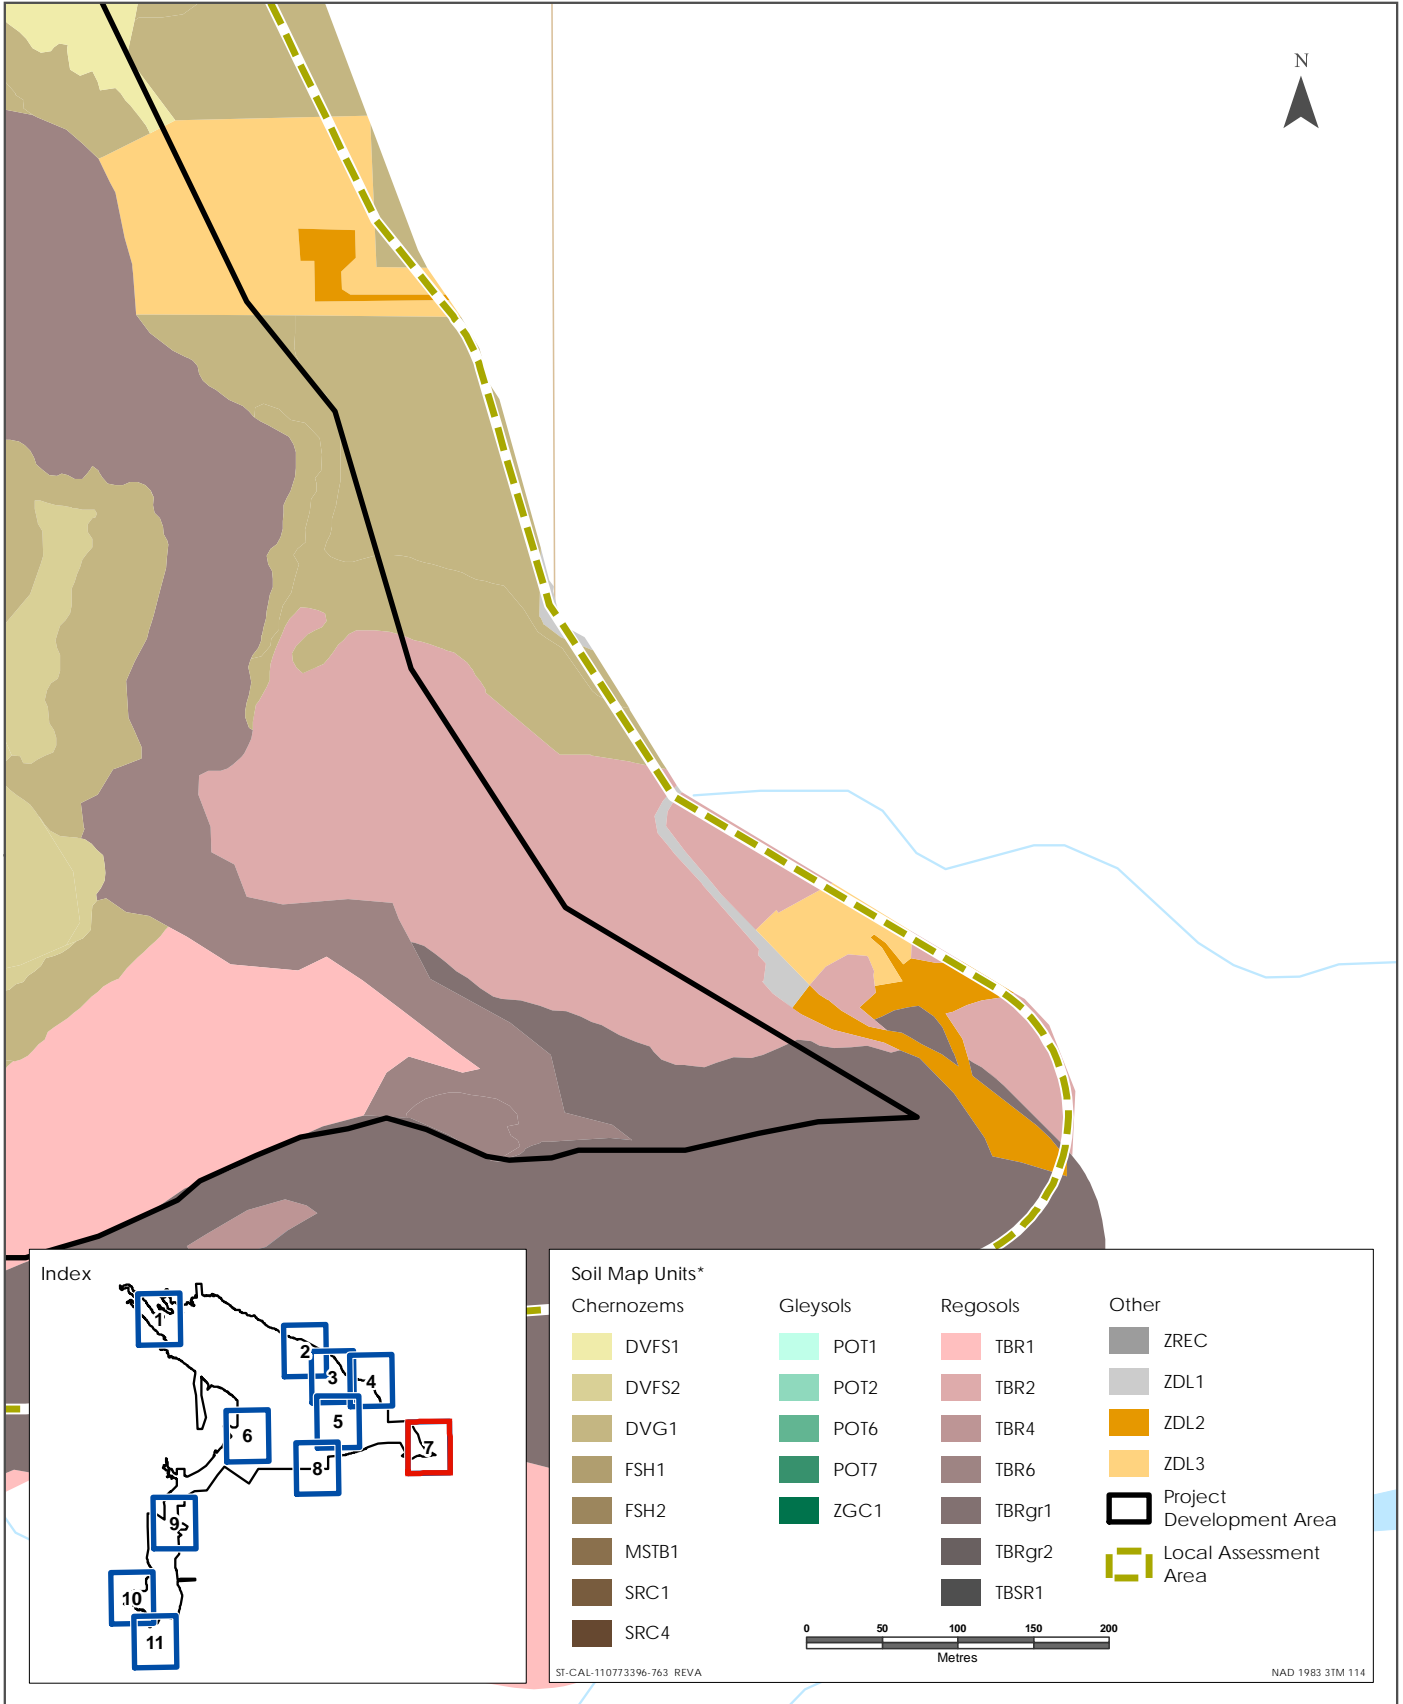 N
Index
1
2
3
4
5
6
7
8
9
10
11
Soil Map Units*
Chernozems
DVFS1
DVFS2
DVG1
FSH1
FSH2
MSTB1
SRC1
SRC4
Gleysols
POT1
POT2
POT6
POT7
ZGC1
Regosols
TBR1
TBR2
TBR4
TBR6
TBRgr1
TBRgr2
TBSR1
Other
ZREC
ZDL1
ZDL2
ZDL3
Project
Development Area
Local Assessment
Area
0 50 100 150 200
Metres
ST-CAL-110773396-763 REVA
NAD 1983 3TM 114